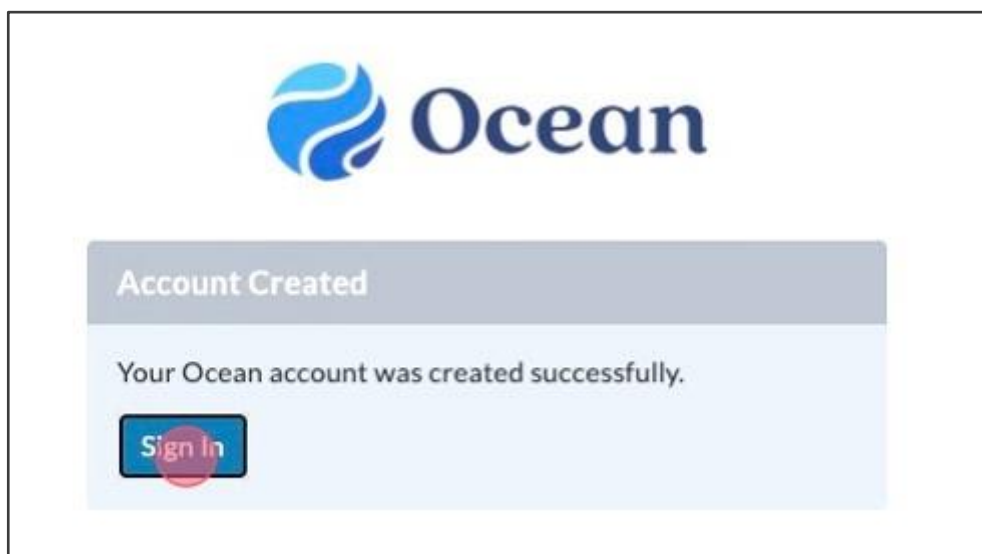 Ocean
Account Created
Your Ocean account was created successfully.
Sign In